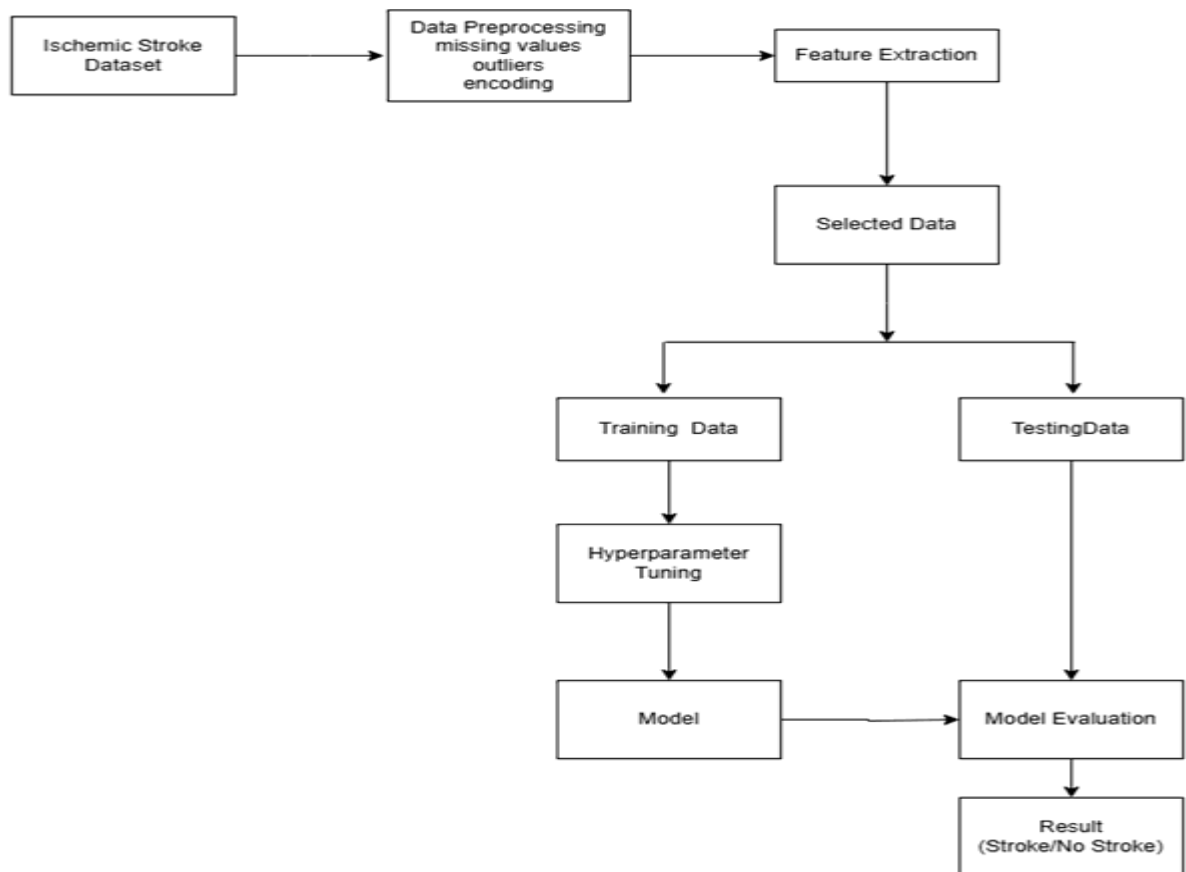 Ischemic Stroke
Dataset
Data Preprocessing
missing values
outliers
encoding
Feature Extraction
Selected Data
Training Data
TestingData
Hyperparameter
Tuning
Model
Model Evaluation
Result
(Stroke/No Stroke)